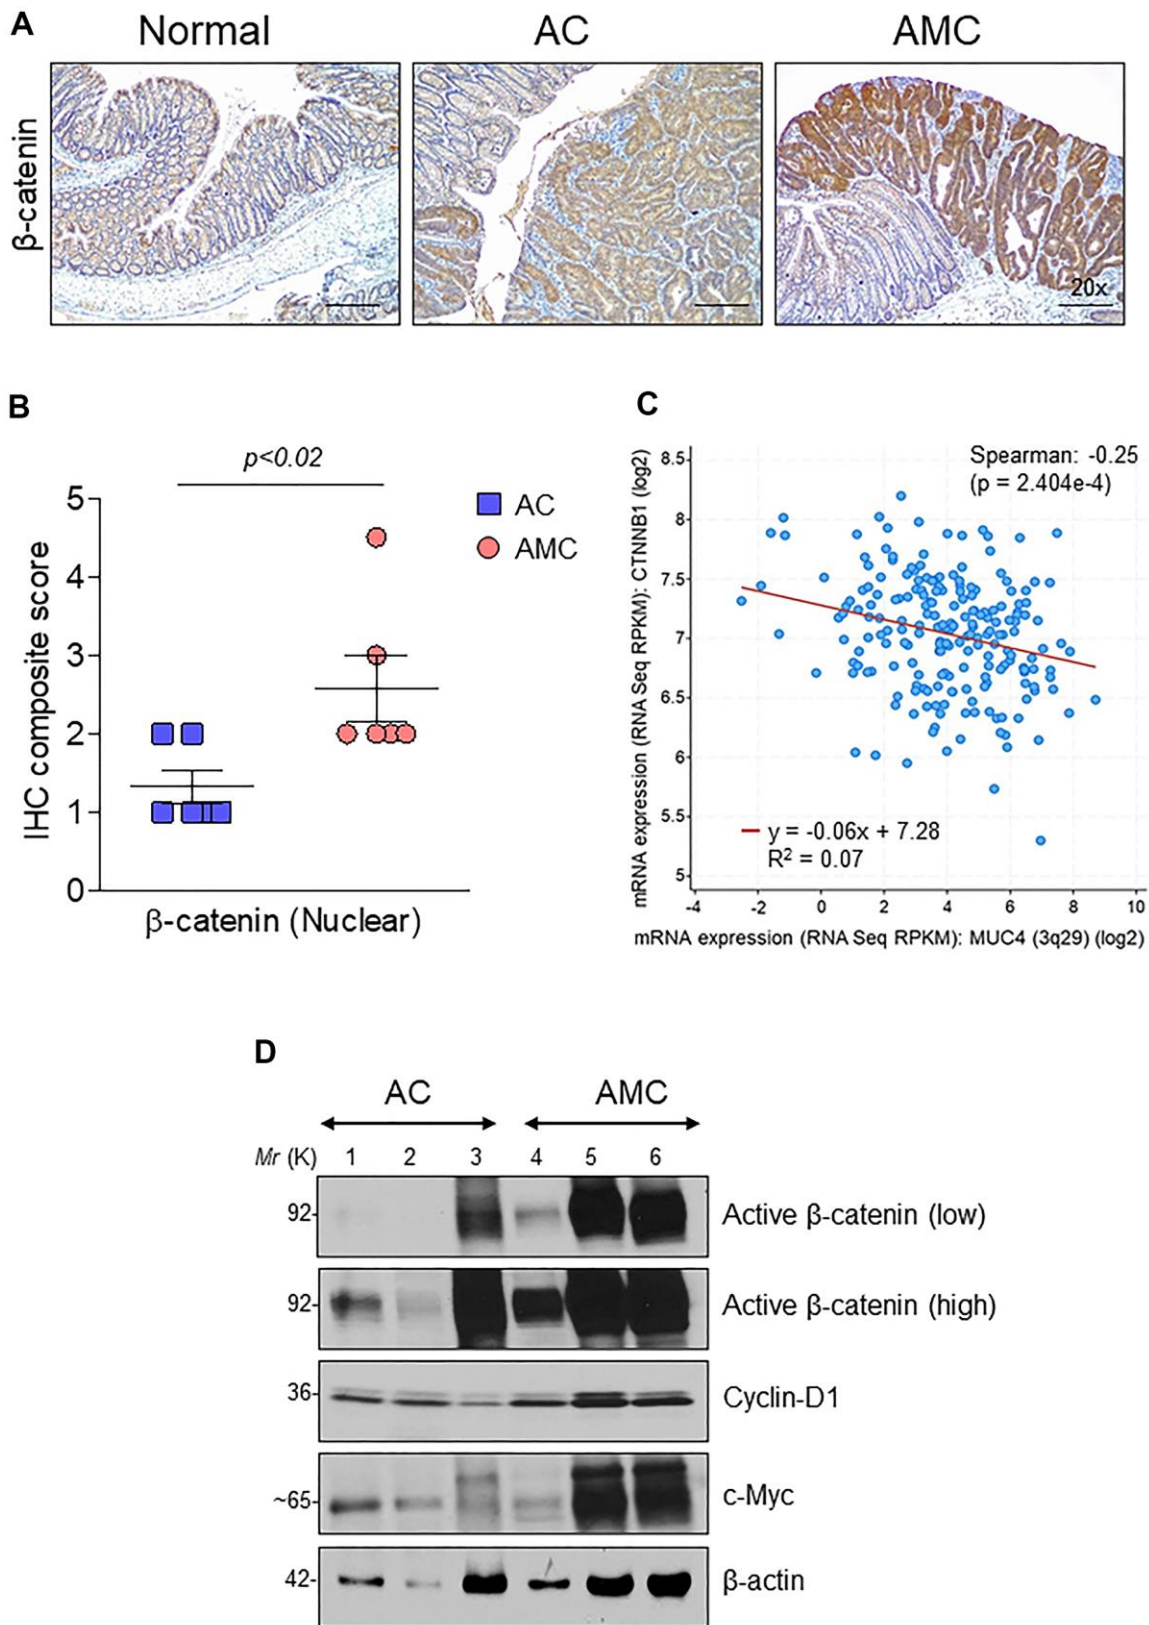 A
Normal
AC
AMC
β-catenin
20x
B
p<0.02
IHC composite score
5
4
3
2
1
0
AC
AMC
β-catenin (Nuclear)
C
mRNA expression (RNA Seq RPKM): CTNNB1 (log2)
8.5
8
7.5
7
6.5
6
5.5
5
Spearman: -0.25
(p = 2.404e-4)
y = -0.06x + 7.28
R² = 0.07
-4 -2 0 2 4 6 8 10
mRNA expression (RNA Seq RPKM): MUC4 (3q29) (log2)
D
AC AMC
Mr (K) 1 2 3 4 5 6
92- Active β-catenin (low)
92- Active β-catenin (high)
36- Cyclin-D1
~65- c-Myc
42- β-actin